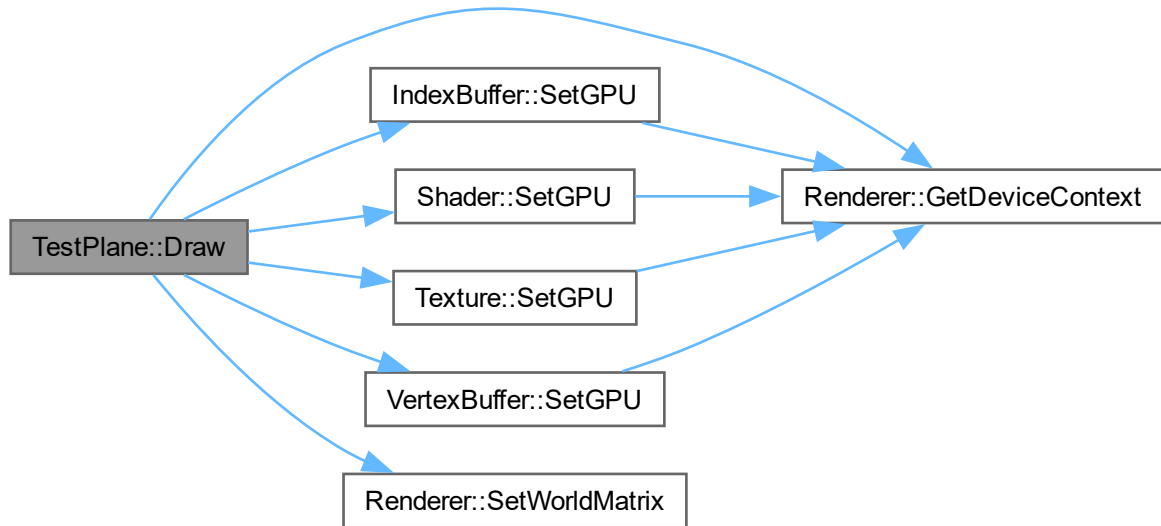 IndexBuffer::SetGPU
Shader::SetGPU
Renderer::GetDeviceContext
TestPlane::Draw
Texture::SetGPU
VertexBuffer::SetGPU
Renderer::SetWorldMatrix